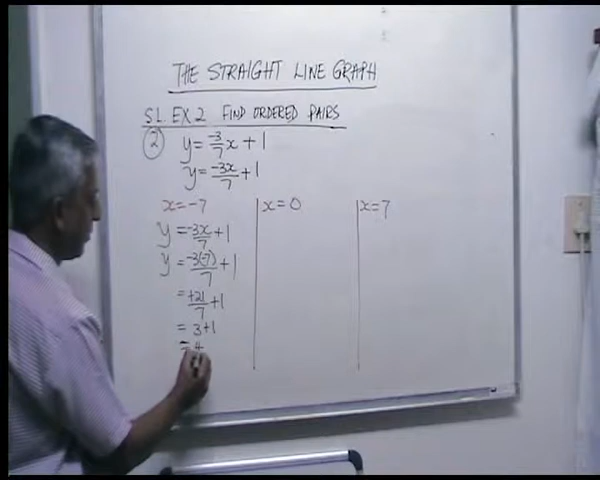 THE STRAIGHT LINE GRAPH
S.L. EX 2 FIND ORDERED PAIRS
(2) y = -3/7 x + 1
y = -3x/7 + 1
x = -7
y = -3x/7 + 1
y = -3(-7)/7 + 1
= +21/7 + 1
= 3 + 1
= 4
x = 0
x = 7